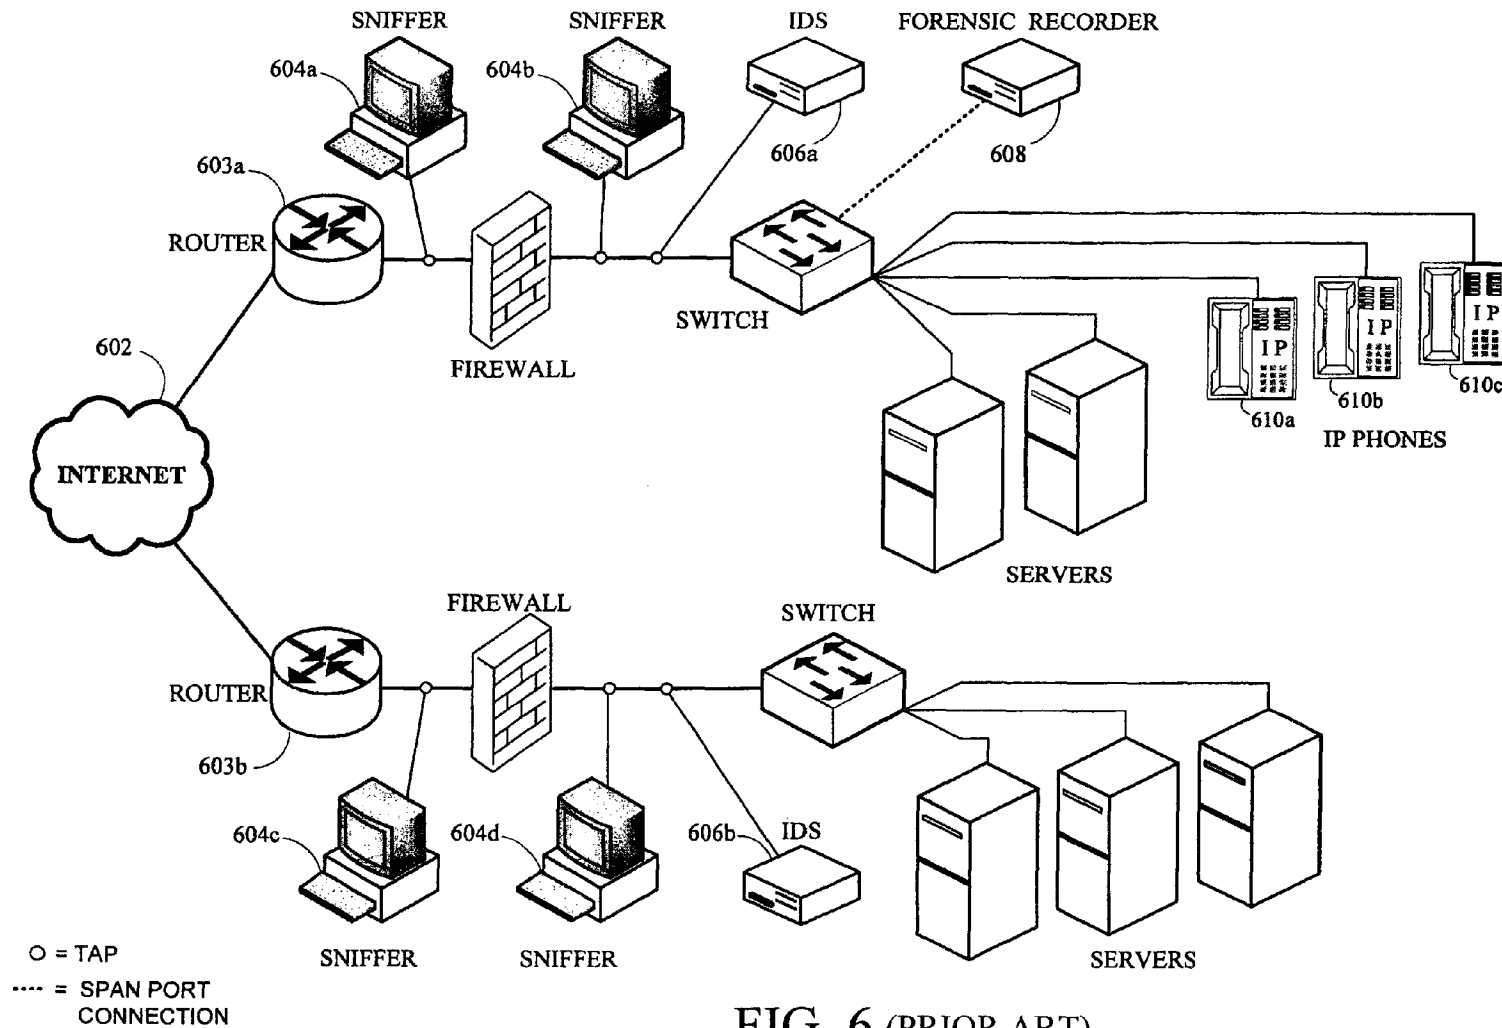 SNIFFER
SNIFFER
IDS
FORENSIC RECORDER
604a
604b
606a
608
603a
ROUTER
SWITCH
FIREWALL
602
INTERNET
IP
IP
IP
610a
610b
610c
IP PHONES
SERVERS
FIREWALL
SWITCH
ROUTER
603b
604c
604d
606b
IDS
SNIFFER
SNIFFER
SERVERS
O = TAP
---- = SPAN PORT
CONNECTION
FIG. 6 (PRIOR ART)